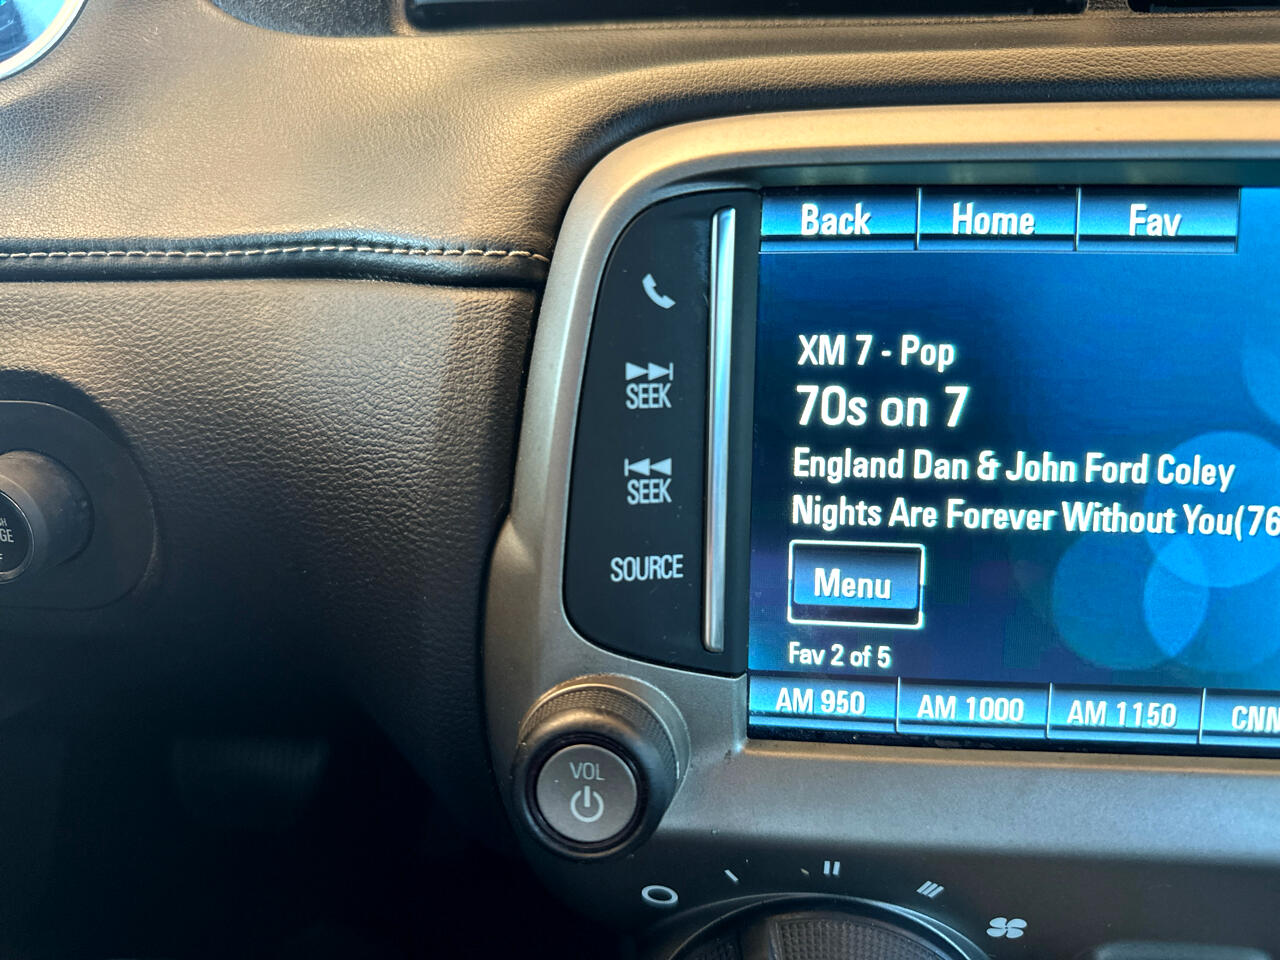 Back Home Fav
XM 7 - Pop
70s on 7
England Dan & John Ford Coley
Nights Are Forever Without You(76
Menu
Fav 2 of 5
AM 950 AM 1000 AM 1150 CNN
SEEK
SEEK
SOURCE
VOL